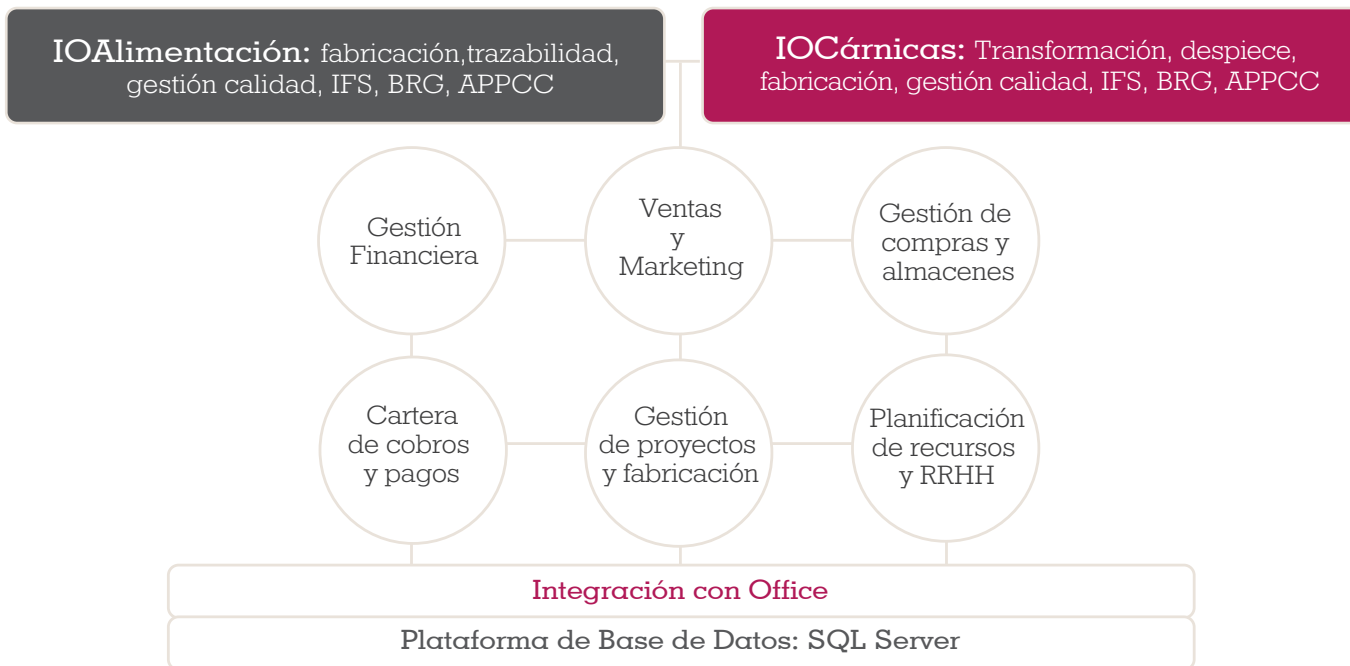 IOAlimentación: fabricación,trazabilidad,
gestión calidad, IFS, BRG, APPCC
IOCárnicas: Transformación, despiece,
fabricación, gestión calidad, IFS, BRG, APPCC
Gestión
Financiera
Ventas
y
Marketing
Gestión de
compras y
almacenes
Cartera
de cobros
y pagos
Gestión
de proyectos
y fabricación
Planificación
de recursos
y RRHH
Integración con Office
Plataforma de Base de Datos: SQL Server